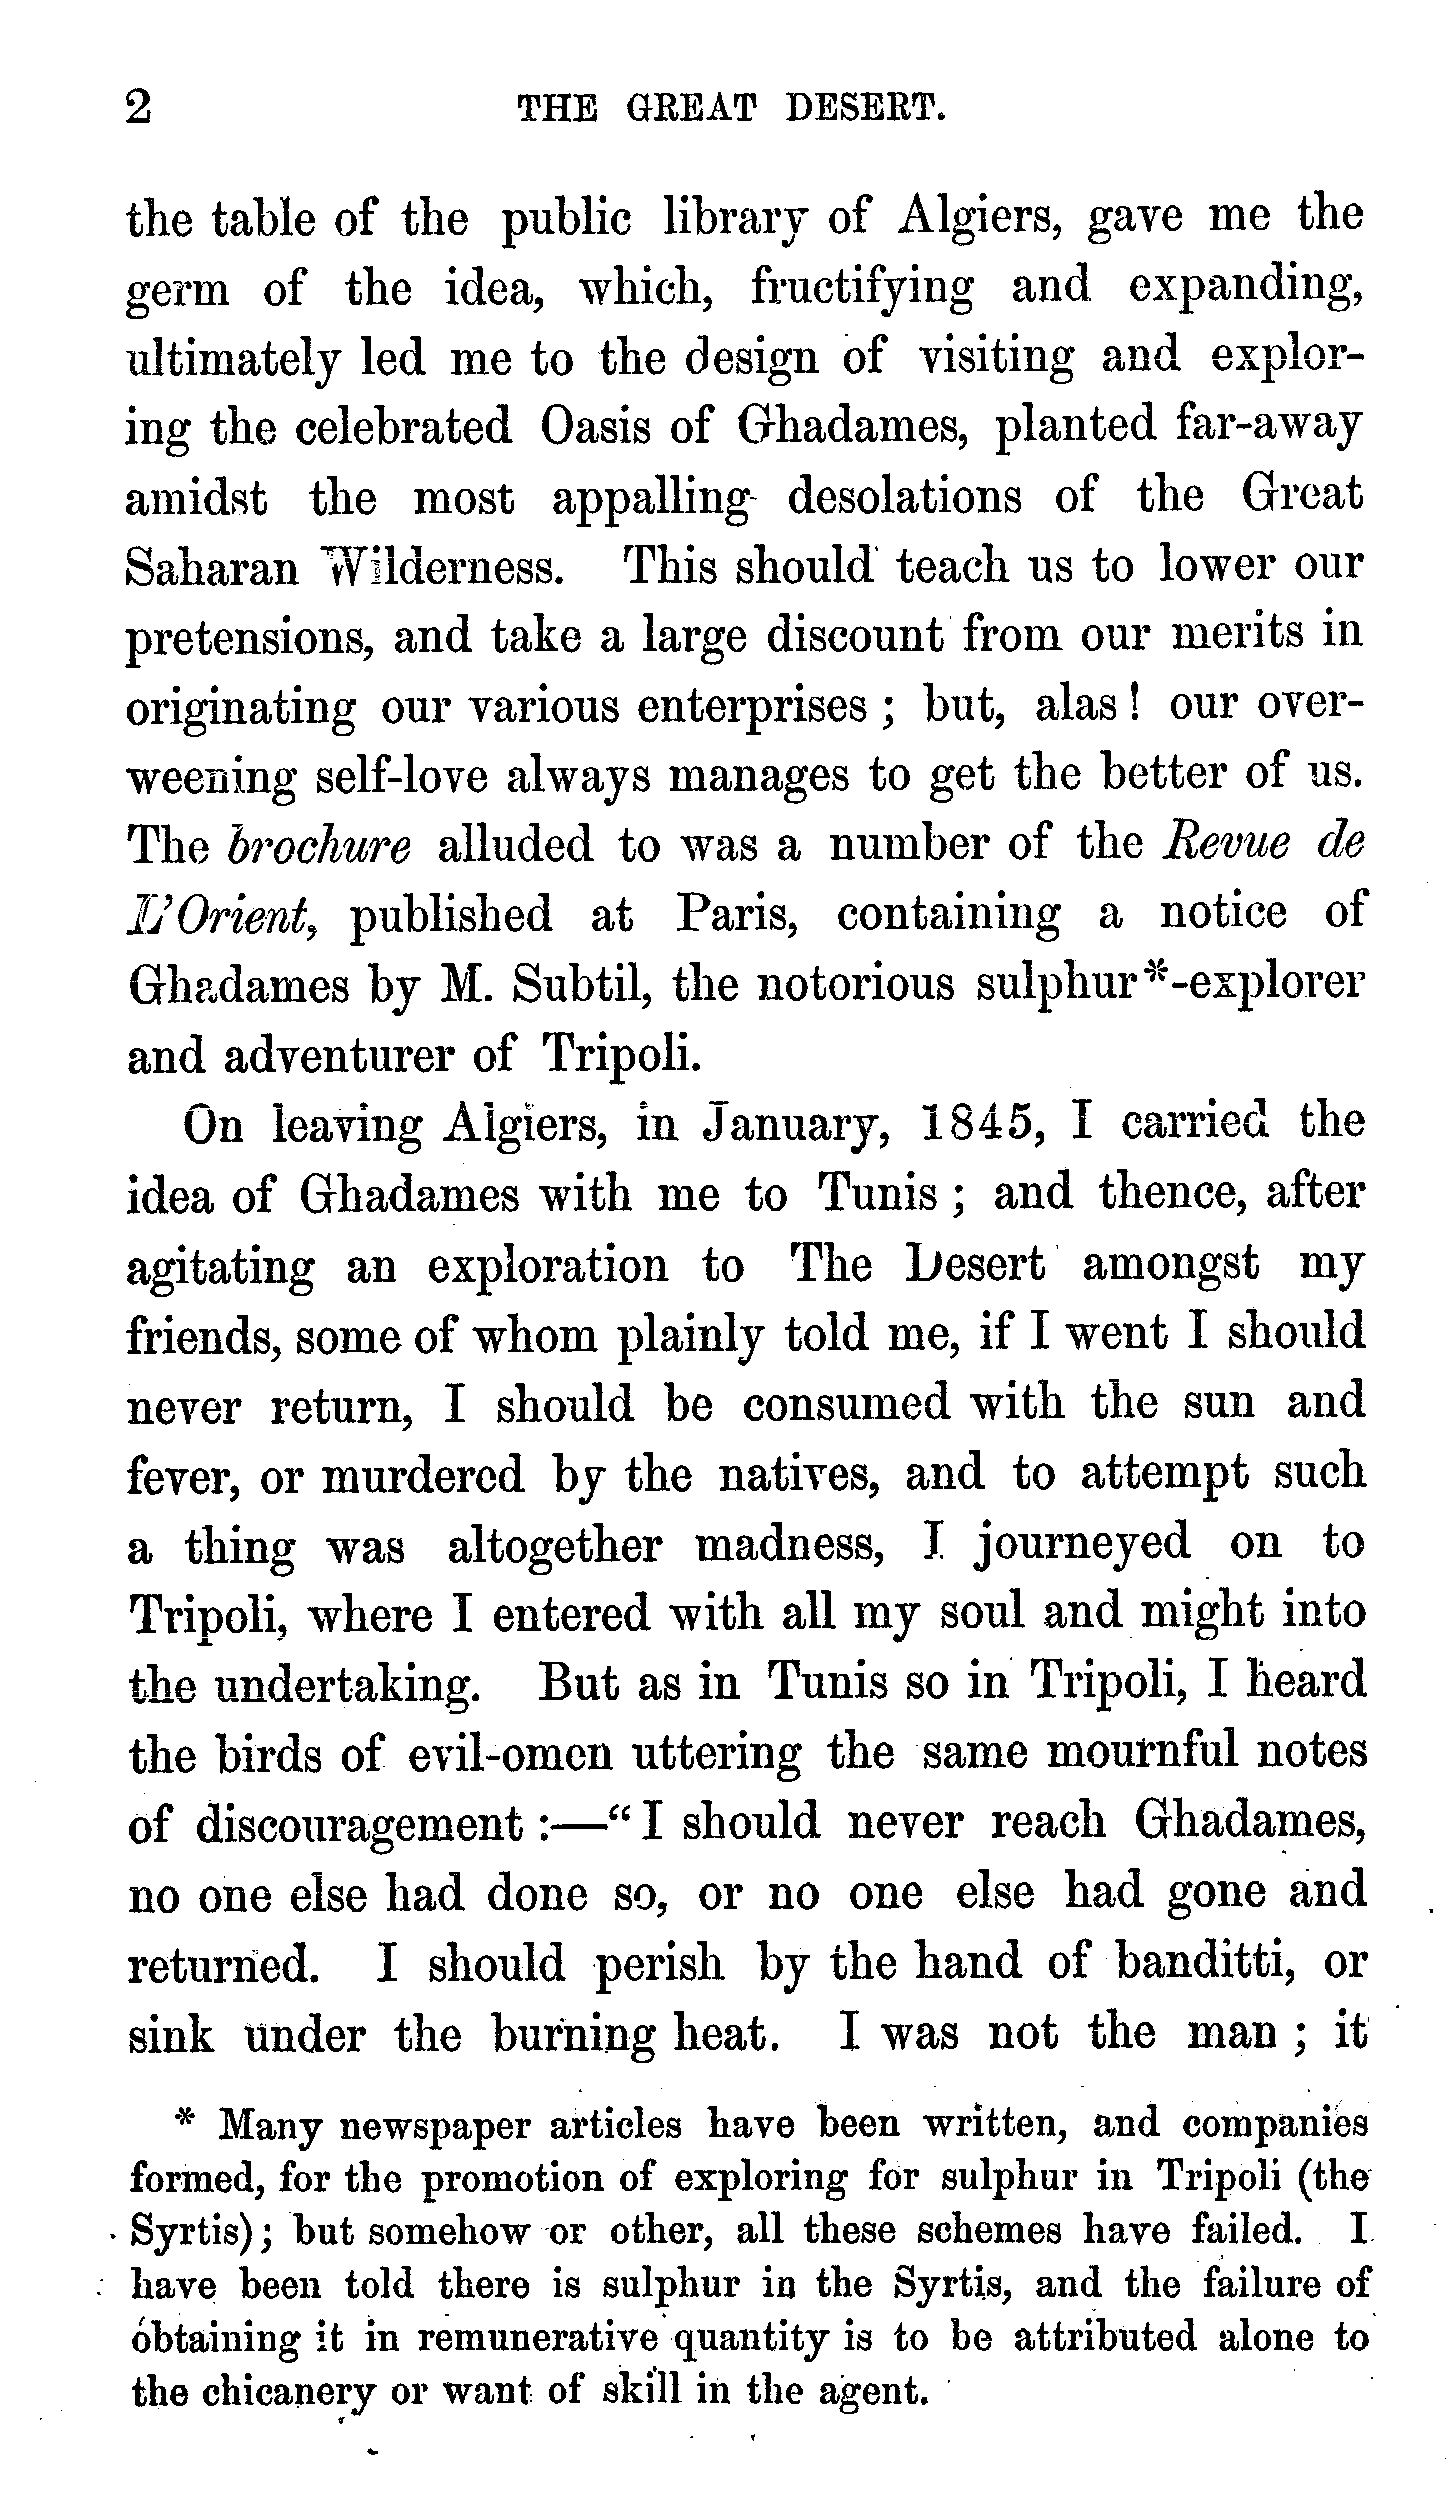 2 THE GREAT DESERT.
the table of the public library of Algiers, gave me the
germ of the idea, which, fructifying and expanding,
ultimately led me to the design of visiting and explor-
ing the celebrated Oasis of Ghadames, planted far-away
amidst the most appalling desolations of the Great
Saharan Wilderness. This should teach us to lower our
pretensions, and take a large discount from our merits in
originating our various enterprises ; but, alas ! our over-
weening self-love always manages to get the better of us.
The brochure alluded to was a number of the Revue de
L'Orient, published at Paris, containing a notice of
Ghadames by M. Subtil, the notorious sulphur*-explorer
and adventurer of Tripoli.
On leaving Algiers, in January, 1845, I carried the
idea of Ghadames with me to Tunis ; and thence, after
agitating an exploration to The Desert amongst my
friends, some of whom plainly told me, if I went I should
never return, I should be consumed with the sun and
fever, or murdered by the natives, and to attempt such
a thing was altogether madness, I journeyed on to
Tripoli, where I entered with all my soul and might into
the undertaking. But as in Tunis so in Tripoli, I heard
the birds of evil-omen uttering the same mournful notes
of discouragement :—“ I should never reach Ghadames,
no one else had done so, or no one else had gone and
returned. I should perish by the hand of banditti, or
sink under the burning heat. I was not the man ; it
* Many newspaper articles have been written, and companies
formed, for the promotion of exploring for sulphur in Tripoli (the
Syrtis); but somehow or other, all these schemes have failed. I
have been told there is sulphur in the Syrtis, and the failure of
obtaining it in remunerative quantity is to be attributed alone to
the chicanery or want of skill in the agent.